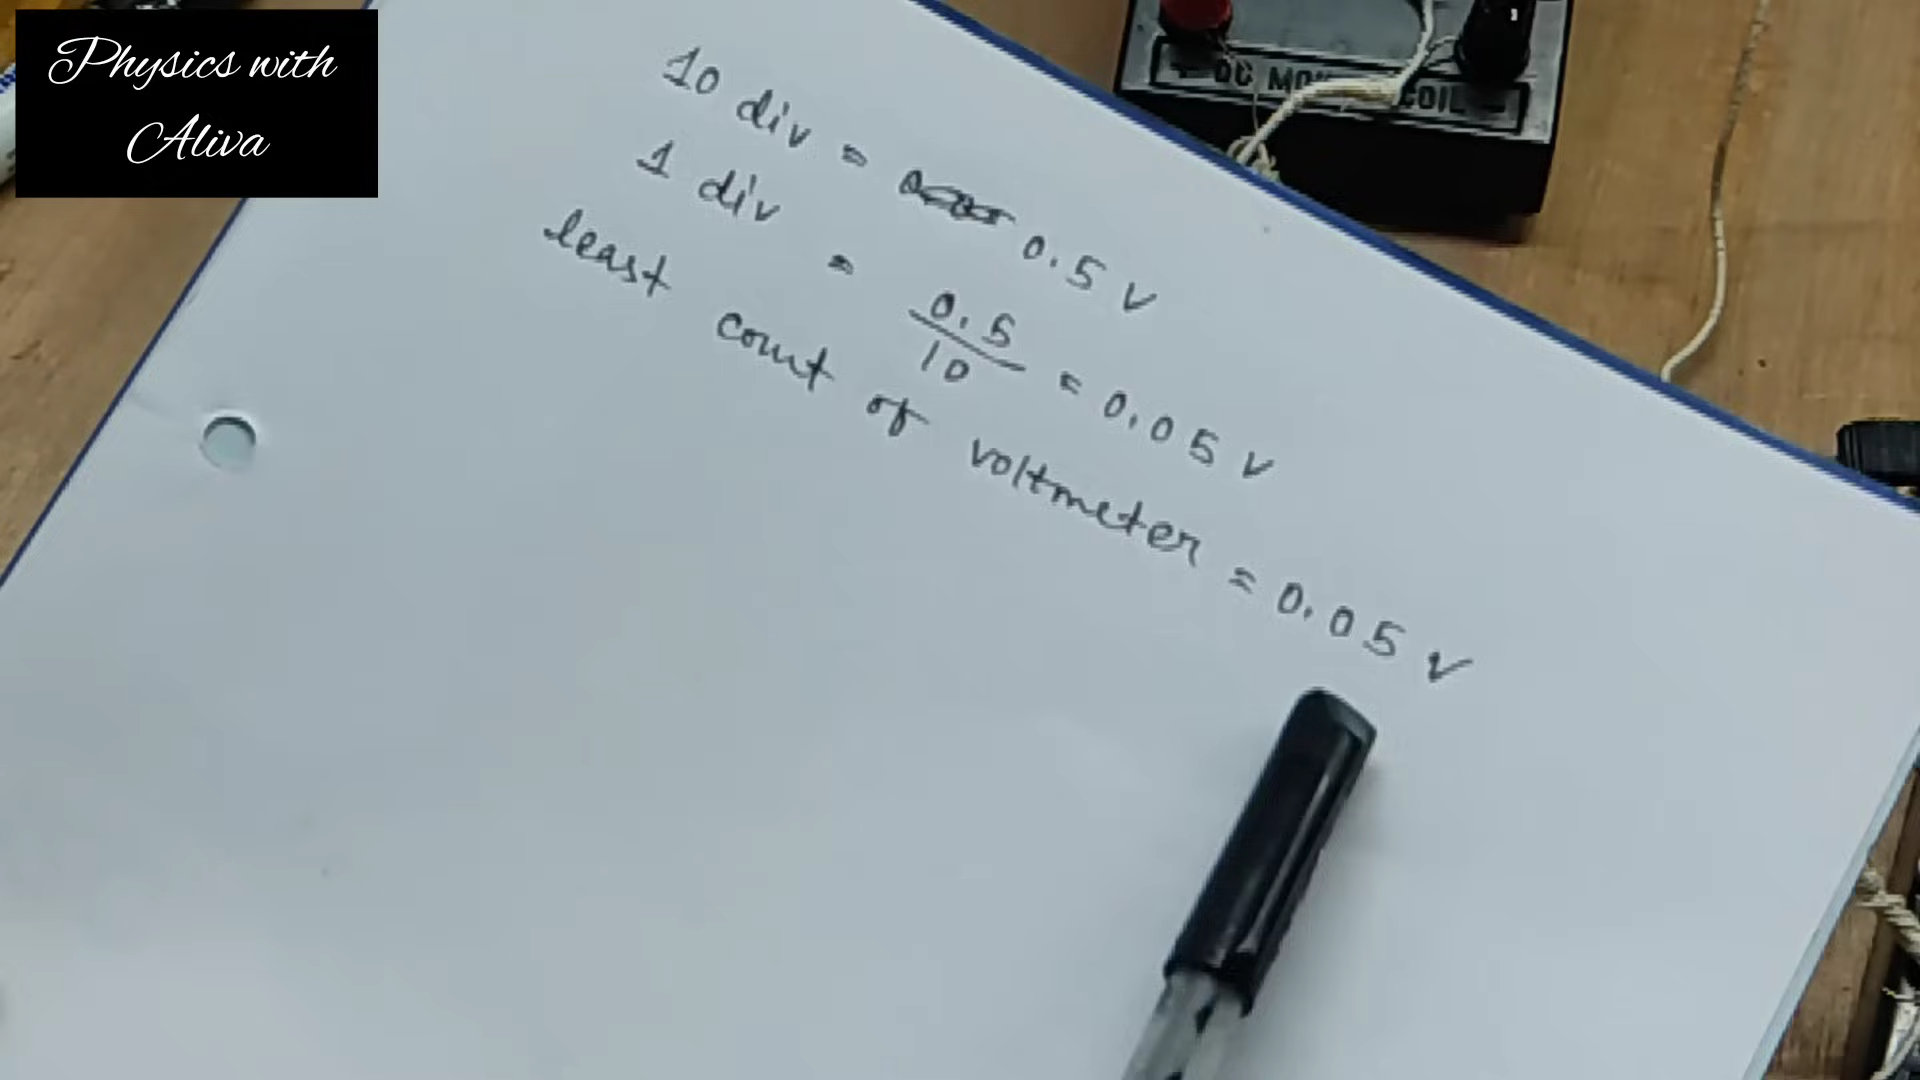 Physics with
Aliva
10 div = 0.5 V
1 div = 0.5/10 = 0.05 V
least count of voltmeter = 0.05 V
DC MOV COIL